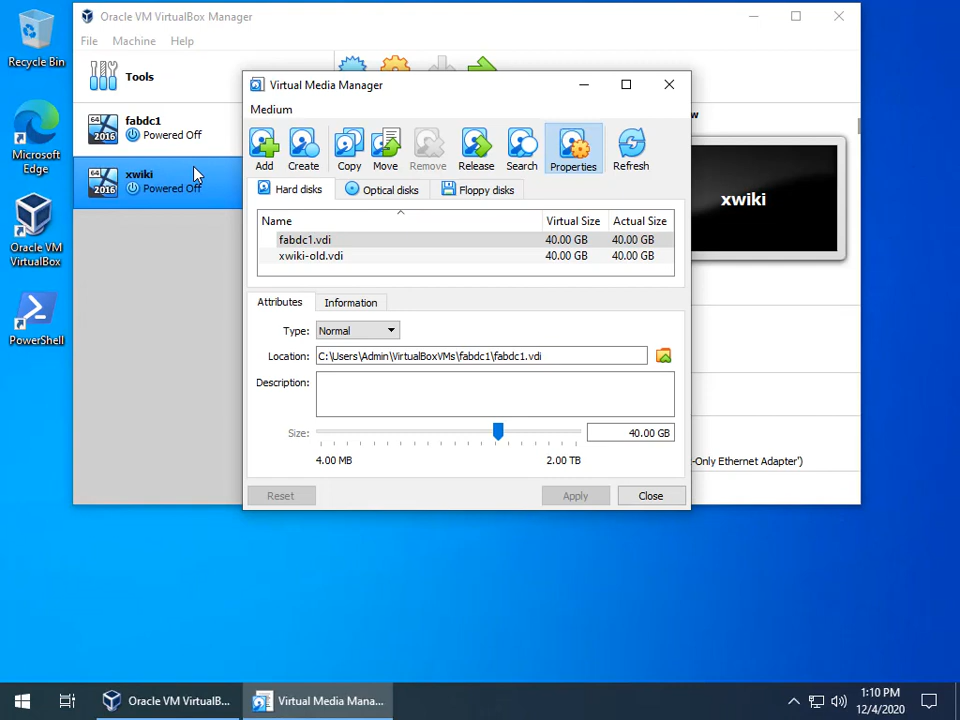 Recycle Bin
Microsoft Edge
Oracle VM VirtualBox
PowerShell
Oracle VM VirtualBox Manager
File Machine Help
Tools
64 2016 fabdc1
Powered Off
64 2016 xwiki
Powered Off
Virtual Media Manager
Medium
Add Create Copy Move Remove Release Search Properties Refresh
Hard disks Optical disks Floppy disks
Name Virtual Size Actual Size
fabdc1.vdi 40.00 GB 40.00 GB
xwiki-old.vdi 40.00 GB 40.00 GB
Attributes Information
Type: Normal
Location: C:\Users\Admin\VirtualBoxVMs\fabdc1\fabdc1.vdi
Description:
Size: 40.00 GB
4.00 MB 2.00 TB
Reset Apply Close
w
xwiki
-Only Ethernet Adapter')
Oracle VM VirtualB...
Virtual Media Mana...
1:10 PM
12/4/2020